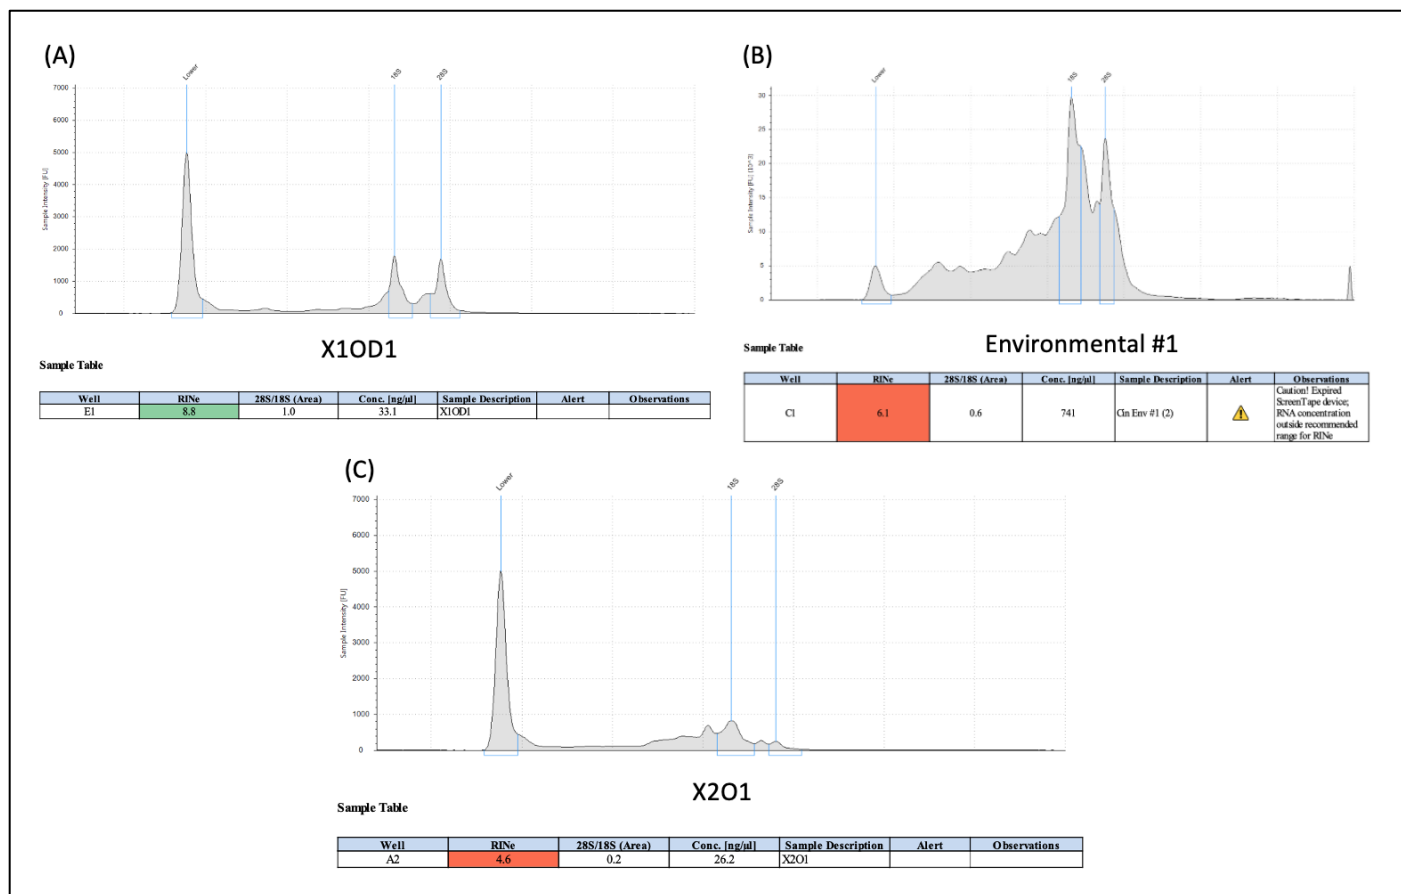 (A)
Lower
18S
28S
7000
6000
5000
4000
3000
2000
1000
0
Sample Intensity [FU]
X1OD1
Sample Table
Well RINe 28S/18S (Area) Conc. [ng/µl] Sample Description Alert Observations
E1 8.8 1.0 33.1 X1OD1
(B)
Lower
18S
28S
30
25
20
15
10
5
0
Sample Intensity [FU] (10^3)
Environmental #1
Sample Table
Well RINe 28S/18S (Area) Conc. [ng/µl] Sample Description Alert Observations
C1 6.1 0.6 741 Cin Env #1 (2) Caution! Expired
ScreenTape device;
RNA concentration
outside recommended
range for RINe
(C)
Lower
18S
28S
7000
6000
5000
4000
3000
2000
1000
0
Sample Intensity [FU]
X2O1
Sample Table
Well RINe 28S/18S (Area) Conc. [ng/µl] Sample Description Alert Observations
A2 4.6 0.2 26.2 X2O1